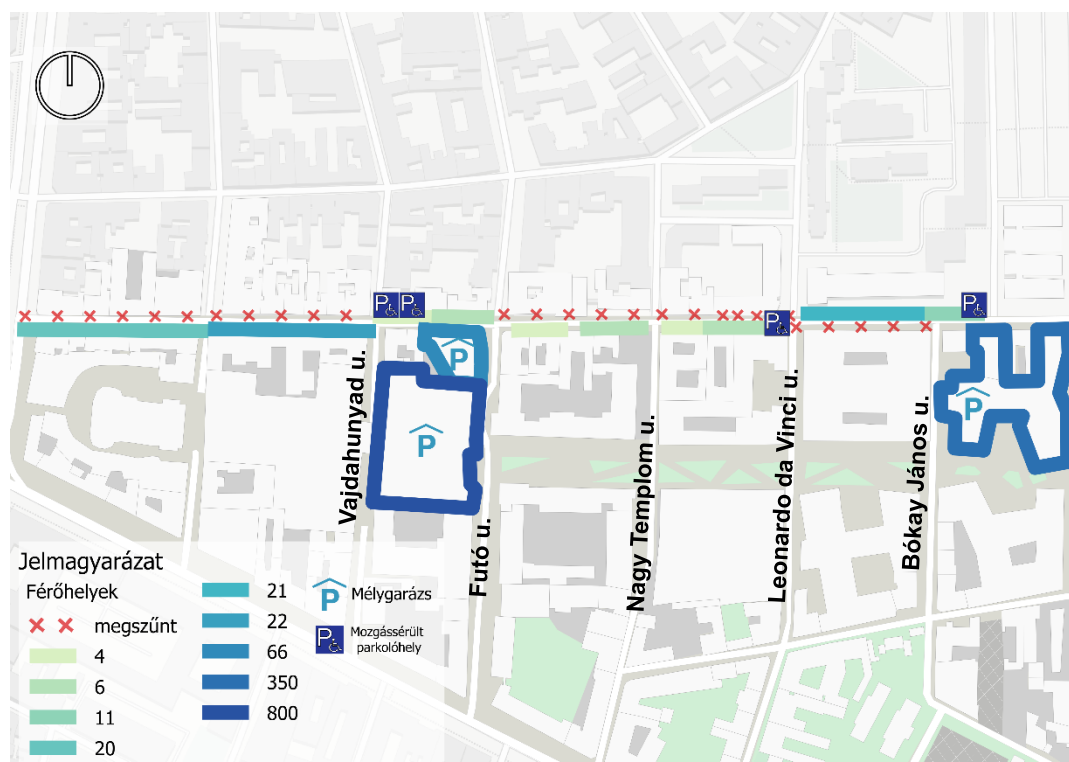 Vajdahunyad u.
Futó u.
Nagy Templom u.
Leonardo da Vinci u.
Bókay János u.
P
P
P
P
P
P
P
Jelmagyarázat
Férőhelyek
megszűnt
4
6
11
20
21
22
66
350
800
P
Mélygarázs
P
Mozgássérült
parkolóhely